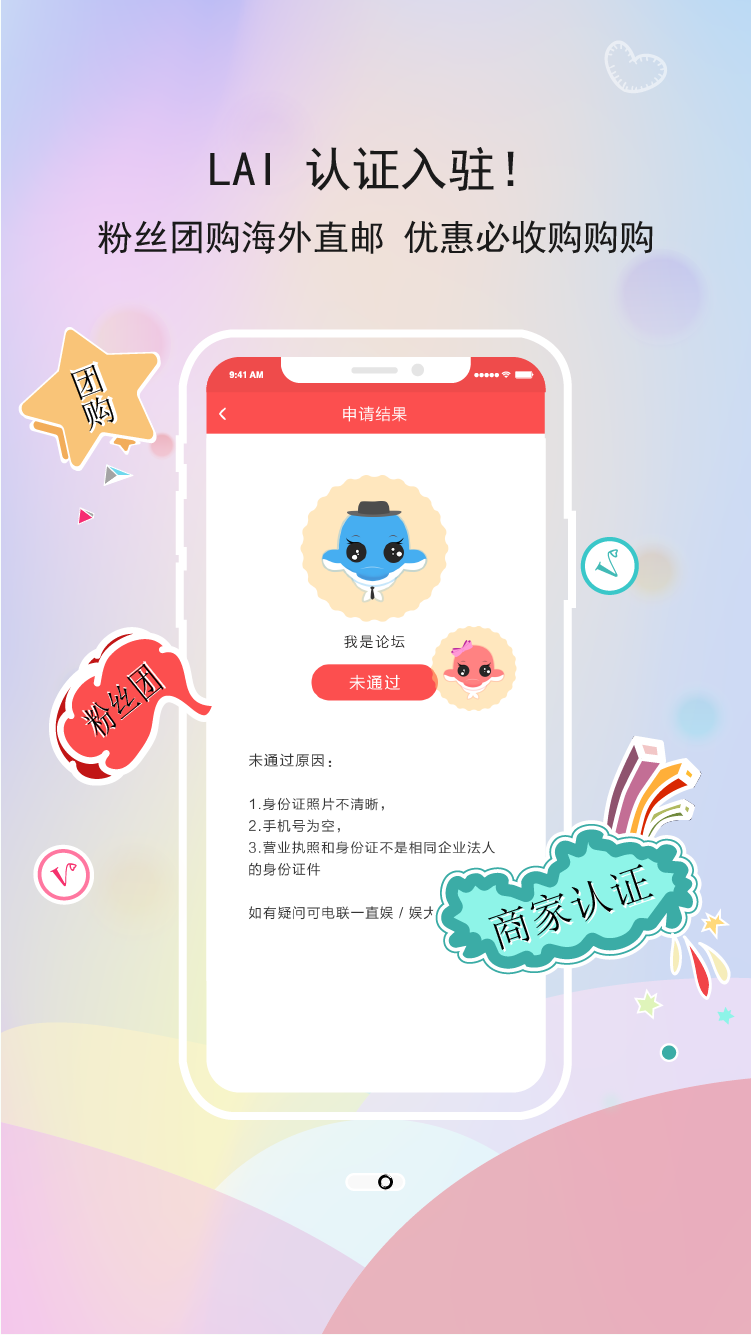 LAI 认证入驻!
粉丝团购海外直邮 优惠必收购购购
团购
9:41 AM
申请结果
我是论坛
未通过
粉丝团
未通过原因:
1.身份证照片不清晰,
2.手机号为空,
3.营业执照和身份证不是相同企业法人
的身份证件
商家认证
如有疑问可电联一直娱 / 娱
V
V